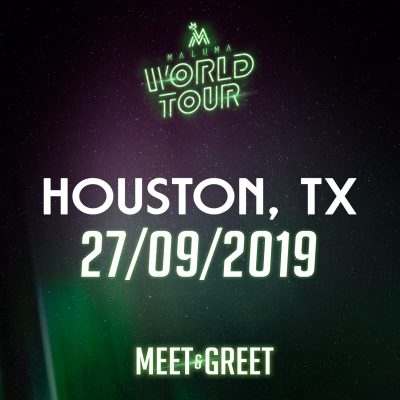 M
MALUMA
WORLD
TOUR
HOUSTON, TX
27/09/2019
MEET&GREET